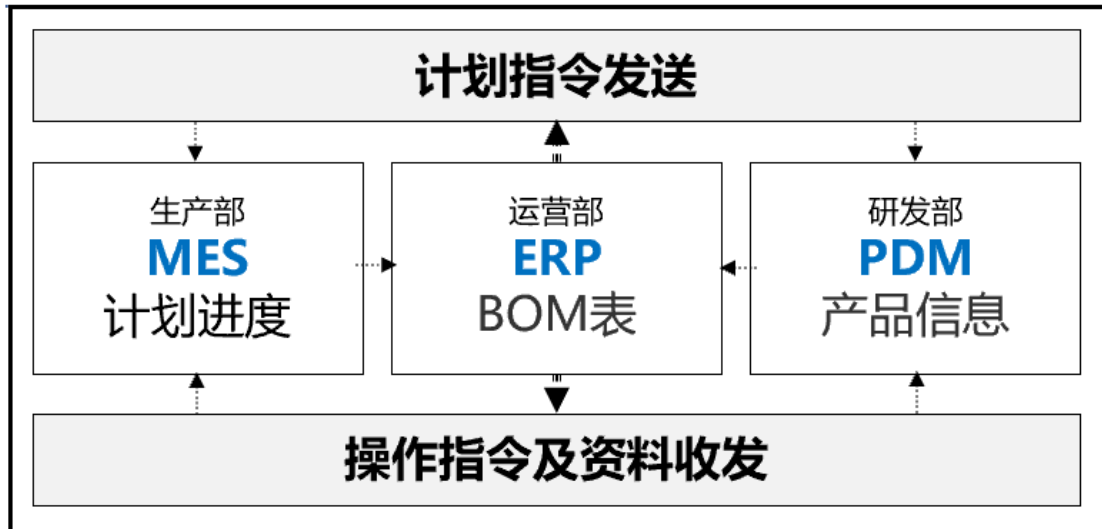 计划指令发送
生产部
MES
计划进度
运营部
ERP
BOM表
研发部
PDM
产品信息
操作指令及资料收发